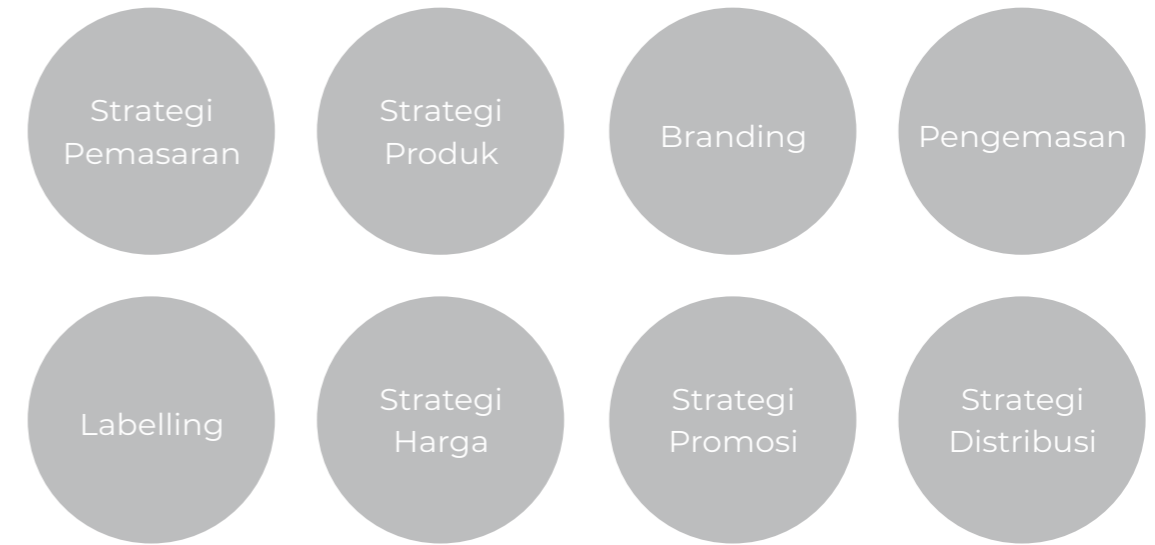 Strategi
Pemasaran
Strategi
Produk
Branding
Pengemasan
Labelling
Strategi
Harga
Strategi
Promosi
Strategi
Distribusi